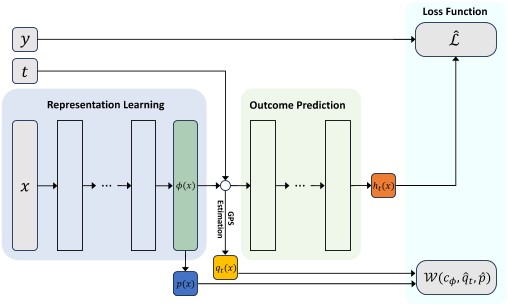 Loss Function
y
ℒ̂
t
Representation Learning
Outcome Prediction
x
...
ϕ(x)
...
h_t(x)
GPS
Estimation
q_t(x)
p(x)
𝒲(c_ϕ, q̂_t, p̂)